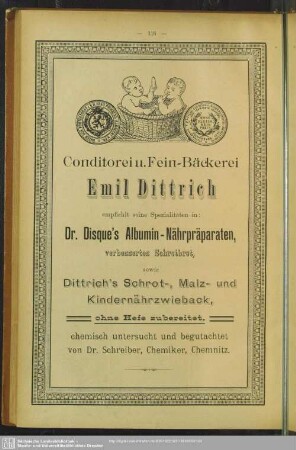 Conditorei u. Fein-Bäckerei
Emil Dittrich
empfiehlt seine Specialitäten in:
Dr. Disque's Albumin-Nährpräparaten,
verbessertes Schrotbrot,
sowie
Dittrich's Schrot-, Malz- und
Kindernährzwieback,
ohne Hefe zubereitet,
chemisch untersucht und begutachtet
von Dr. Schreiber, Chemiker, Chemnitz.